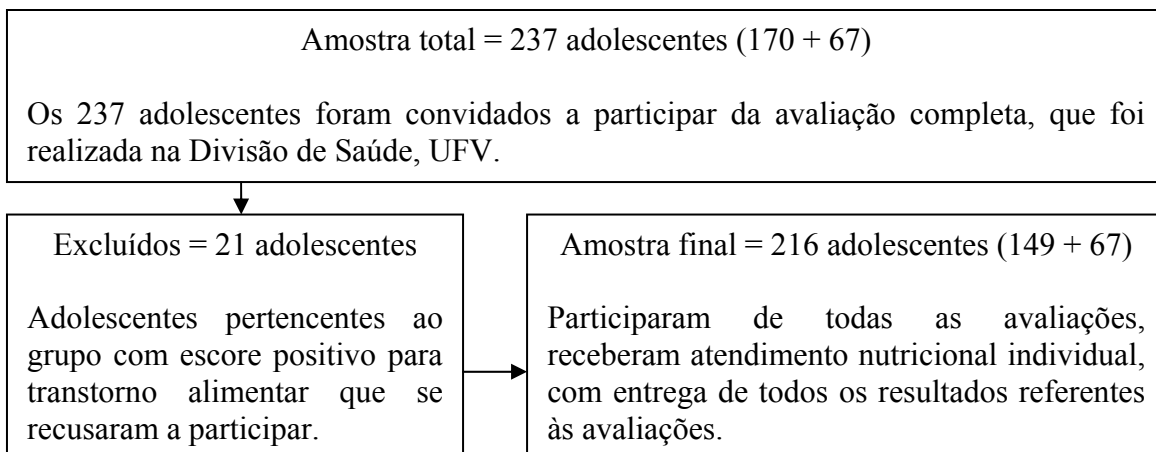 Amostra total = 237 adolescentes (170 + 67)
Os 237 adolescentes foram convidados a participar da avaliação completa, que foi
realizada na Divisão de Saúde, UFV.
Excluídos = 21 adolescentes
Adolescentes pertencentes ao
grupo com escore positivo para
transtorno alimentar que se
recusaram a participar.
Amostra final = 216 adolescentes (149 + 67)
Participaram de todas as avaliações,
receberam atendimento nutricional individual,
com entrega de todos os resultados referentes
às avaliações.